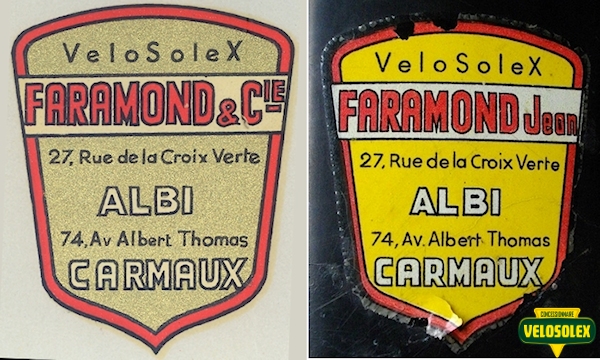 VeloSoleX
FARAMOND & CIE
27, Rue de la Croix Verte
ALBI
74, Av Albert Thomas
CARMAUX
VeloSoleX
FARAMOND Jean
27, Rue de la Croix Verte
ALBI
74, Av Albert Thomas
CARMAUX
CONCESSIONNAIRE
VELOSOLEX